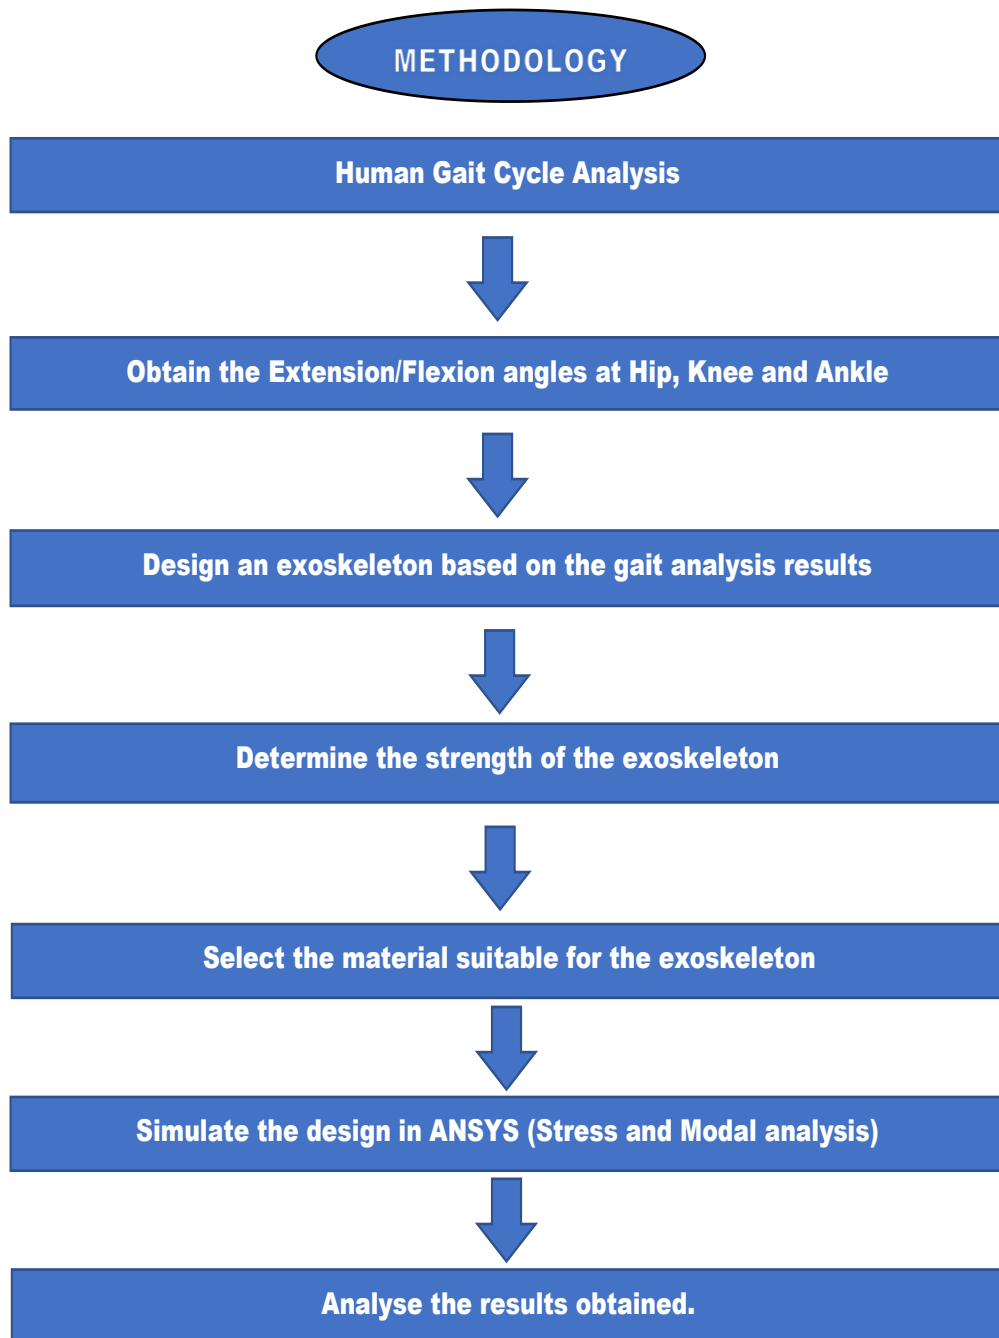 METHODOLOGY
Human Gait Cycle Analysis
Obtain the Extension/Flexion angles at Hip, Knee and Ankle
Design an exoskeleton based on the gait analysis results
Determine the strength of the exoskeleton
Select the material suitable for the exoskeleton
Simulate the design in ANSYS (Stress and Modal analysis)
Analyse the results obtained.